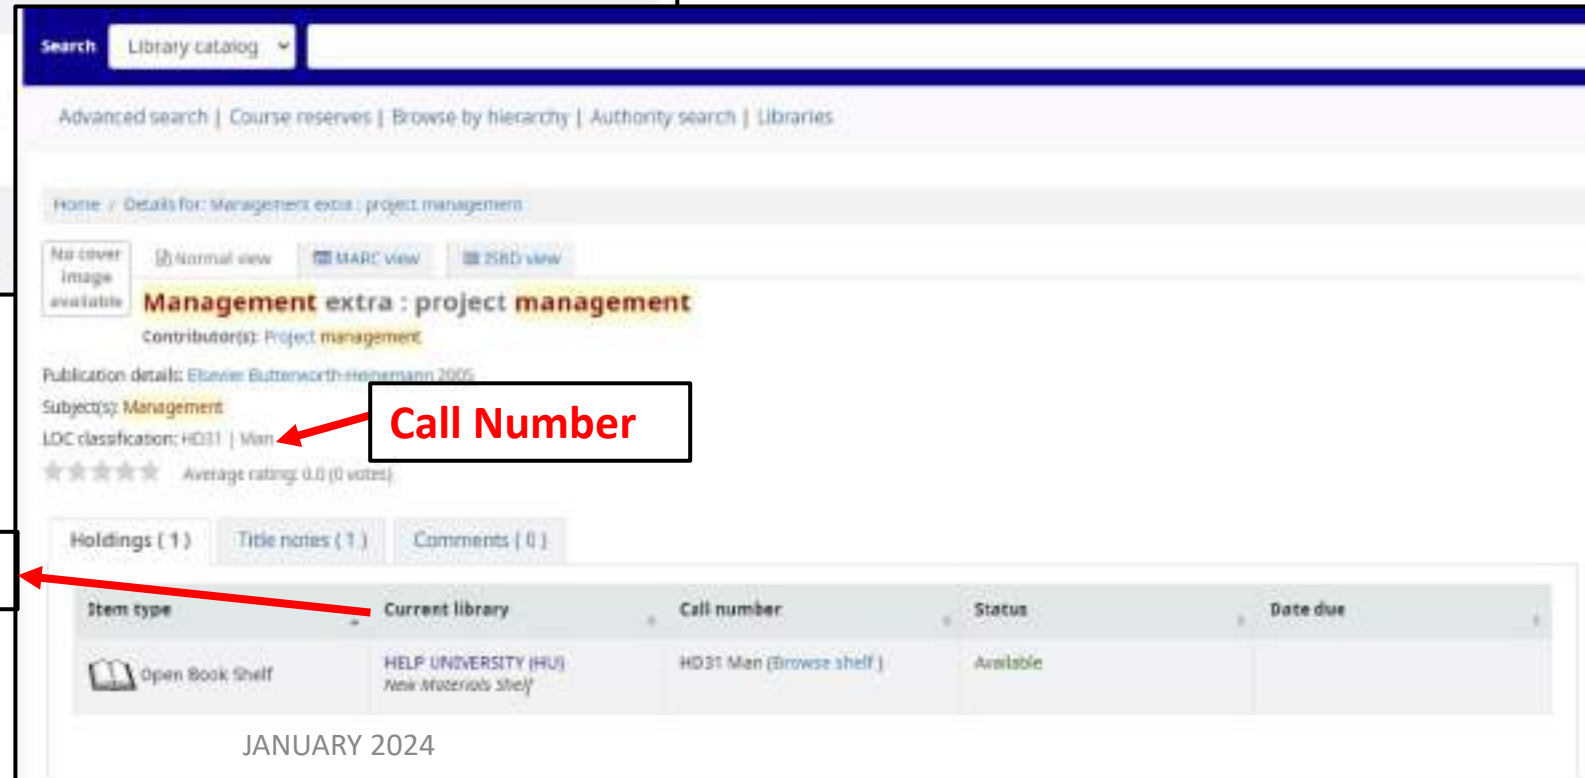 Search Library catalog
Advanced search | Course reserves | Browse by hierarchy | Authority search | Libraries
Home / Details for: Management extra : project management
No cover image available
Normal view MARC view ISBD view
Management extra : project management
Contributor(s): Project management
Publication details: Elsevier Butterworth-Heinemann 2005
Subject(s): Management
LOC classification: HD31 | Man
Call Number
Average rating: 0.0 (0 votes)
Holdings ( 1 ) Title notes ( 1 ) Comments ( 0 )
Item type Current library Call number Status Date due
Open Book Shelf HELP UNIVERSITY (HU) HD31 Man (Browse shelf ) Available
New Materials Shelf
JANUARY 2024